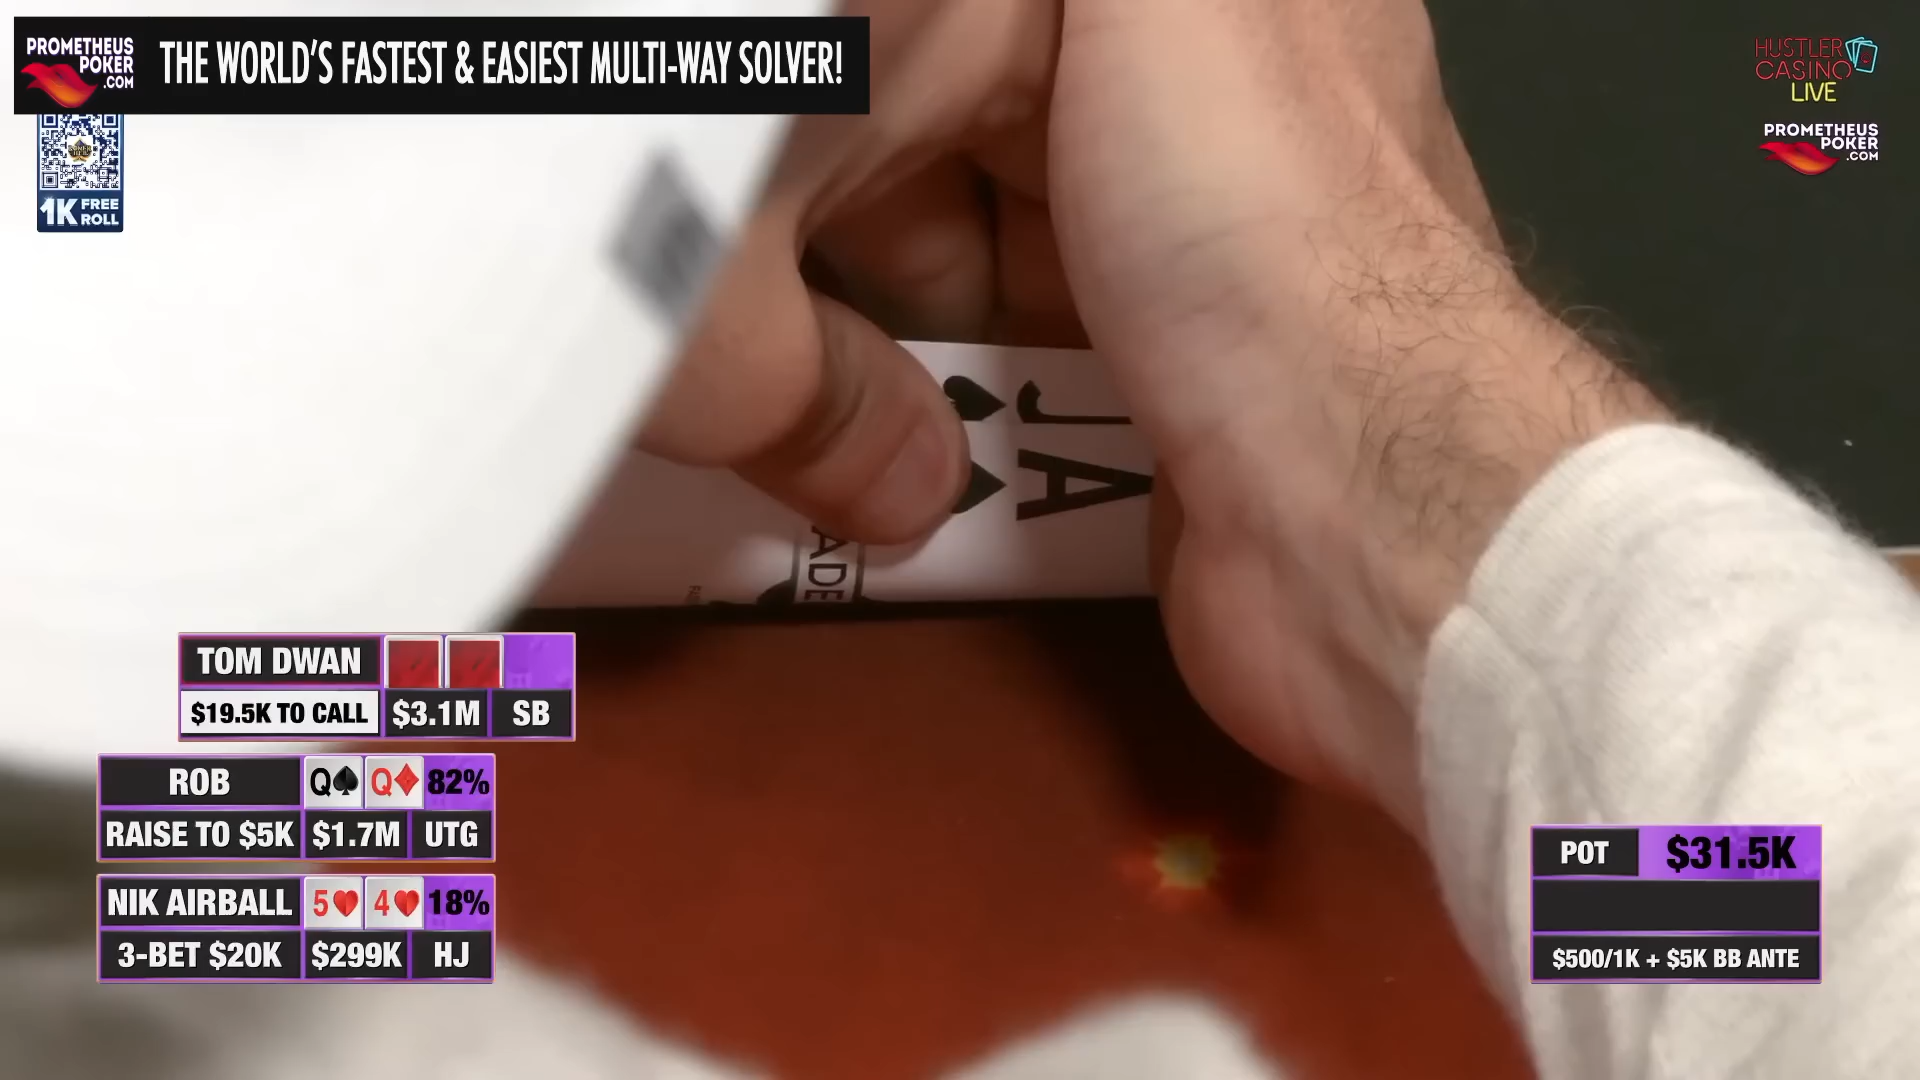 PROMETHEUS
POKER
.COM
THE WORLD'S FASTEST & EASIEST MULTI-WAY SOLVER!
1K FREE
ROLL
HUSTLER
CASINO
LIVE
PROMETHEUS
POKER
.COM
J
A
ADE
TOM DWAN
$19.5K TO CALL $3.1M SB
ROB Q♠ Q♦ 82%
RAISE TO $5K $1.7M UTG
NIK AIRBALL 5♥ 4♥ 18%
3-BET $20K $299K HJ
POT $31.5K
$500/1K + $5K BB ANTE